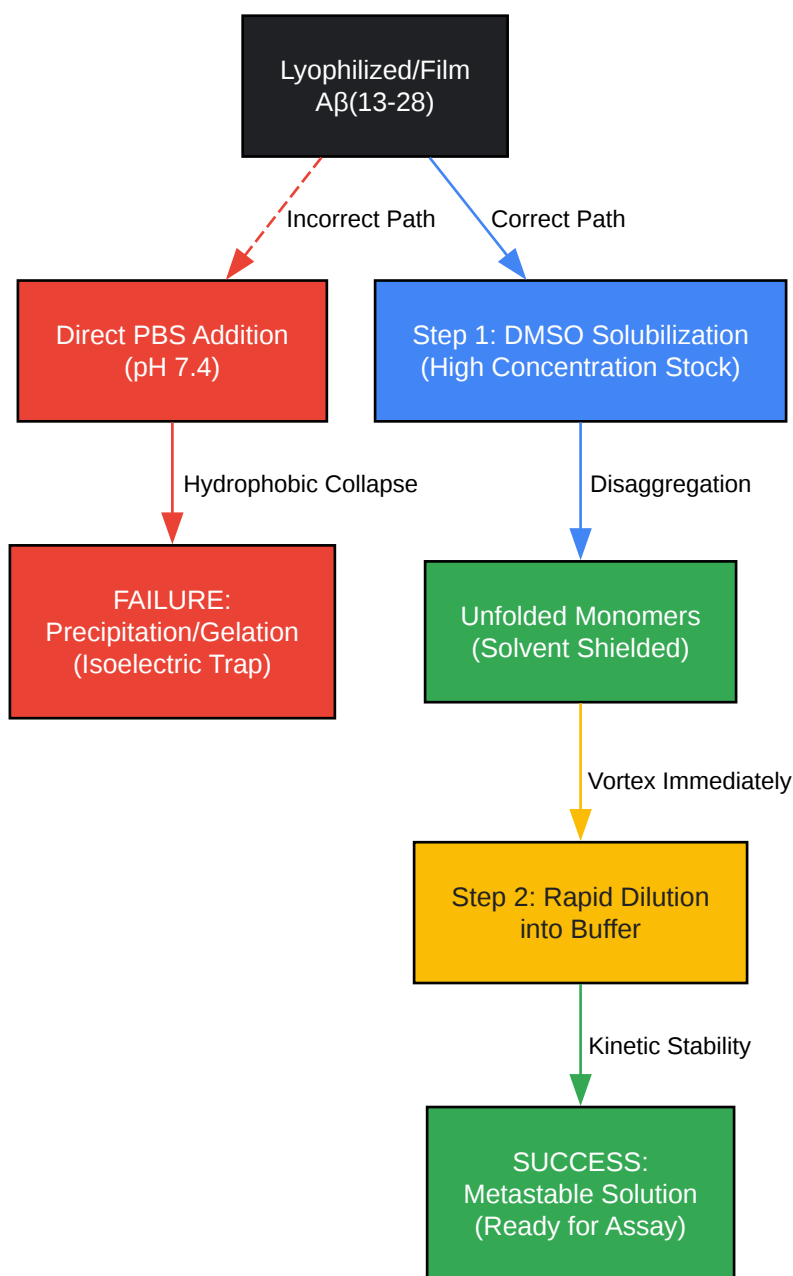 Lyophilized/Film
Aβ(13-28)
Incorrect Path
Correct Path
Direct PBS Addition
(pH 7.4)
Step 1: DMSO Solubilization
(High Concentration Stock)
Hydrophobic Collapse
Disaggregation
FAILURE:
Precipitation/Gelation
(Isoelectric Trap)
Unfolded Monomers
(Solvent Shielded)
Vortex Immediately
Step 2: Rapid Dilution
into Buffer
Kinetic Stability
SUCCESS:
Metastable Solution
(Ready for Assay)